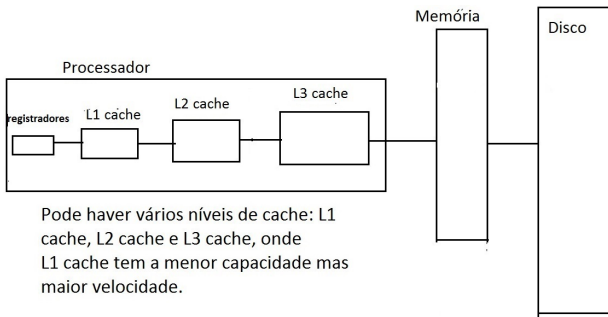 Memória
Disco
Processador
registradores
L1 cache
L2 cache
L3 cache
Pode haver vários níveis de cache: L1
cache, L2 cache e L3 cache, onde
L1 cache tem a menor capacidade mas
maior velocidade.